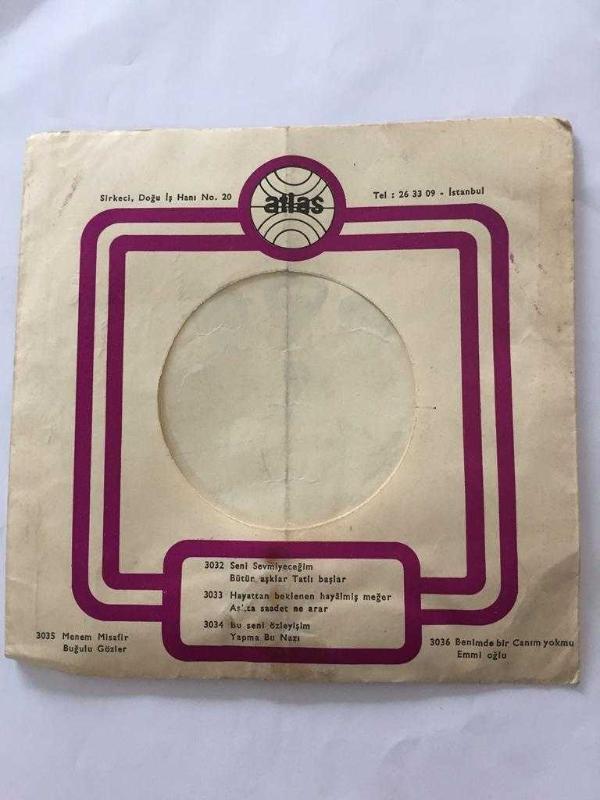 Sirkeci, Doğu İş Hanı No. 20
atlas
Tel : 26 33 09 - İstanbul
3032 Seni Sevmiyeceğim
Bütün aşklar Tatlı başlar
3033 Hayattan beklenen hayâlmiş meğer
saadet ne arar
3034 bu seni özleyişim
Yapma Bu Nazı
3035 Menem Misafir
Buğulu Gözler
3036 Benimde bir Canım yokmu
Emmi oğlu